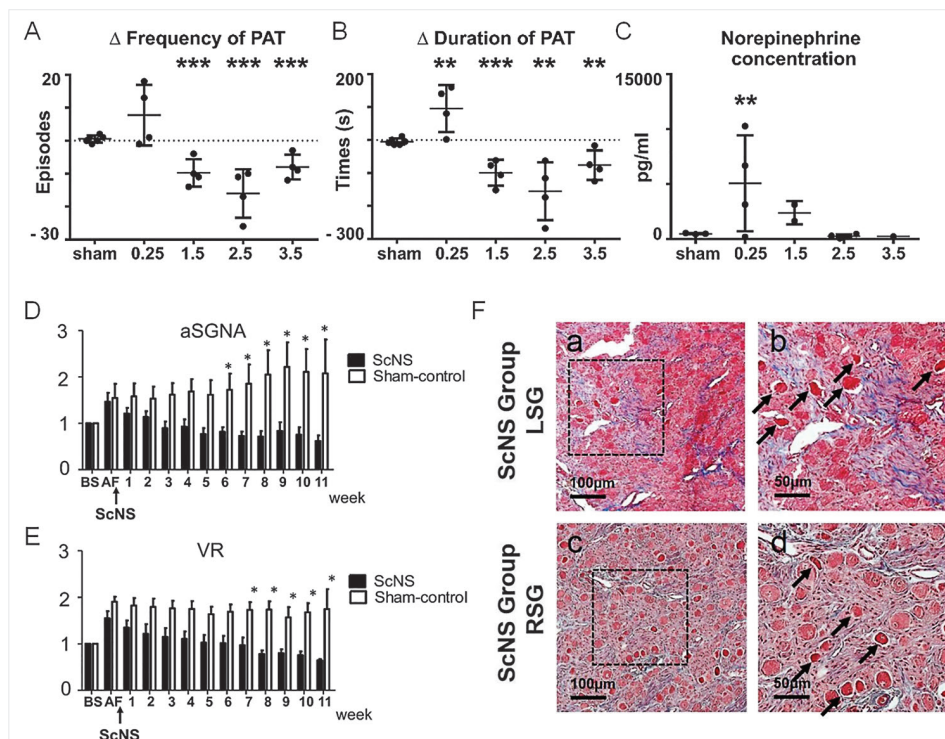 A
Δ Frequency of PAT
*** *** ***
20
Episodes
- 30
sham 0.25 1.5 2.5 3.5
B
Δ Duration of PAT
** *** ** **
200
Times (s)
- 300
sham 0.25 1.5 2.5 3.5
C
Norepinephrine
concentration
**
15000
pg/ml
0
sham 0.25 1.5 2.5 3.5
D
aSGNA
3
2
1
0
* * * * * *
ScNS
Sham-control
BS AF 1 2 3 4 5 6 7 8 9 10 11
week
ScNS
E
VR
3
2
1
0
* * * * *
ScNS
Sham-control
BS AF 1 2 3 4 5 6 7 8 9 10 11
week
ScNS
F
ScNS Group
LSG
a
100µm
b
50µm
ScNS Group
RSG
c
100µm
d
50µm